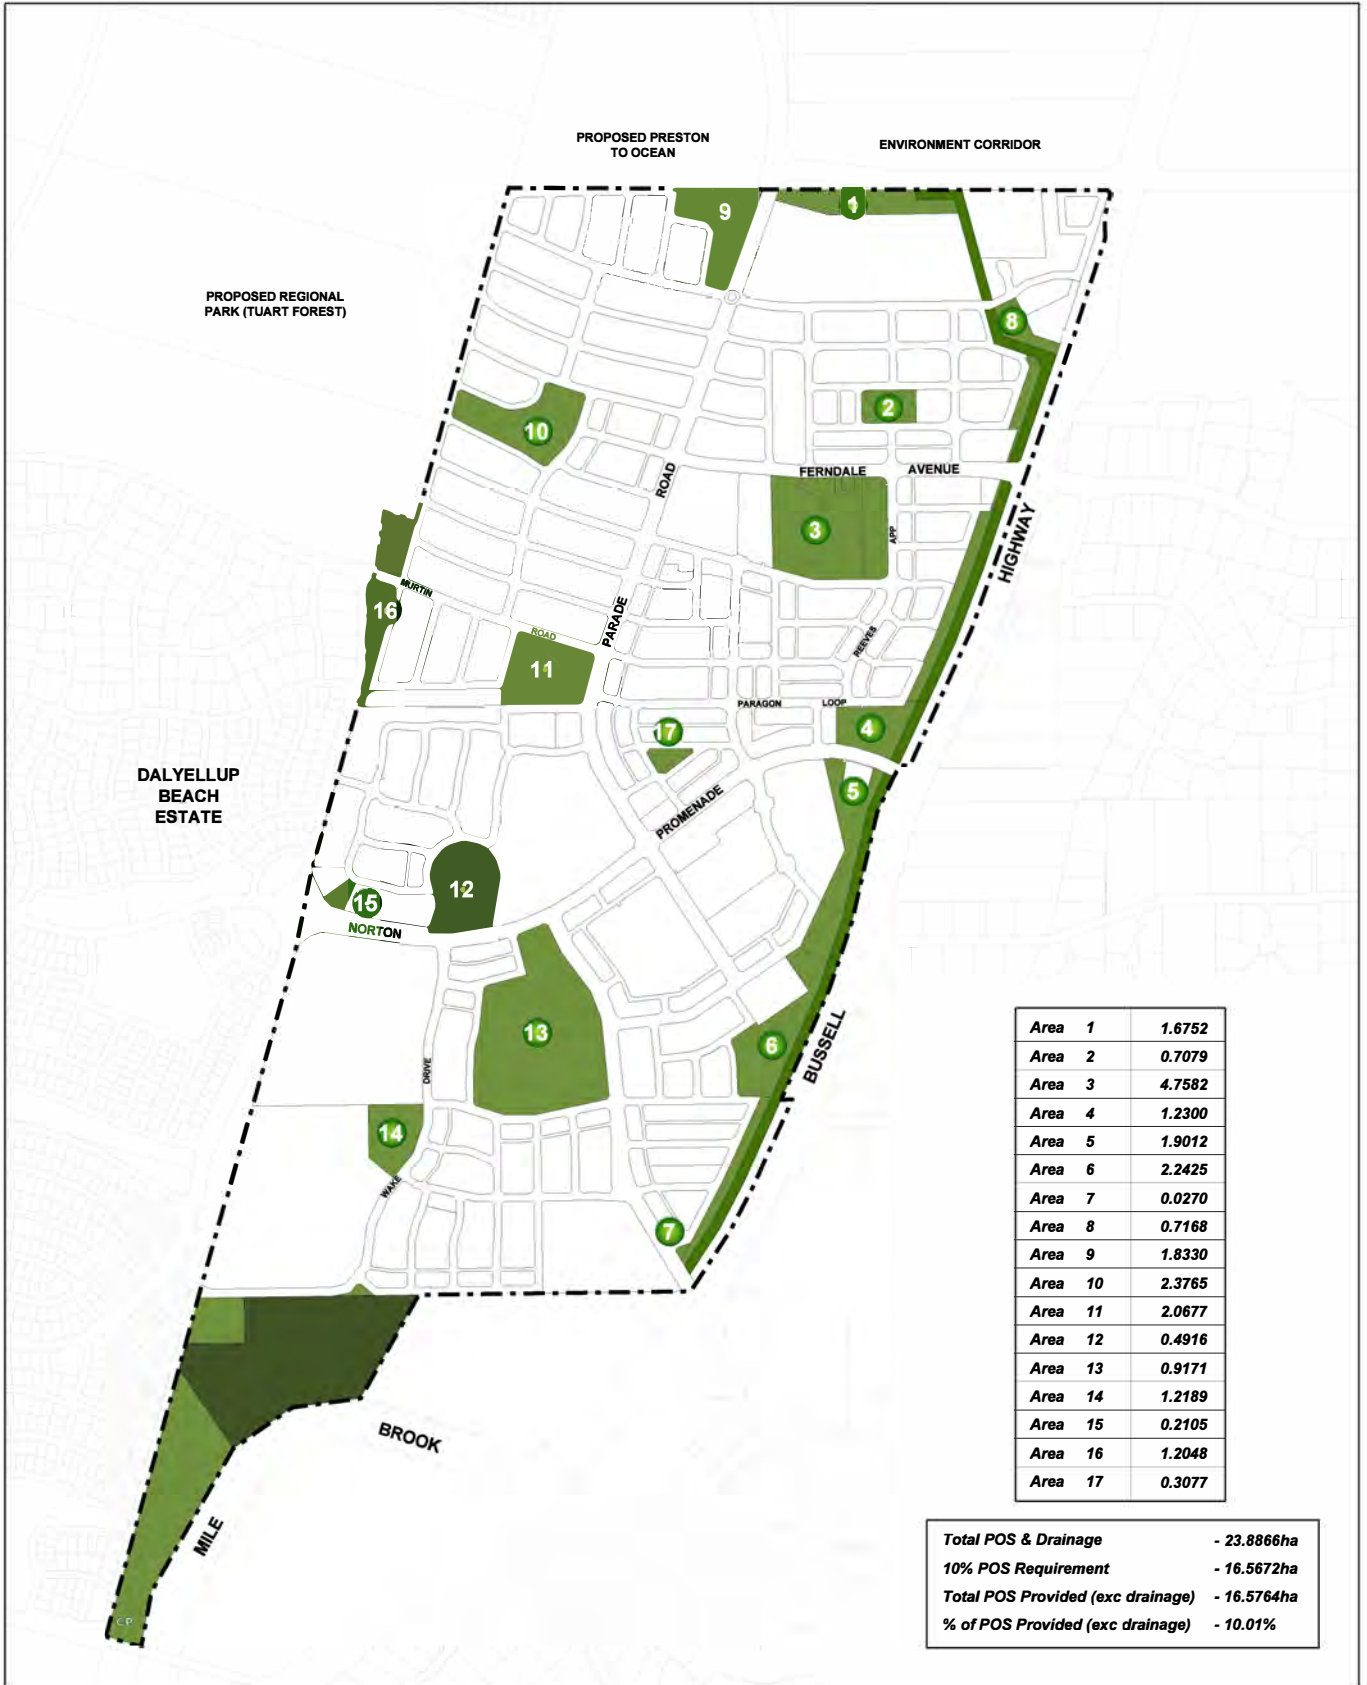 PROPOSED PRESTON
TO OCEAN
ENVIRONMENT CORRIDOR
9
1
PROPOSED REGIONAL
PARK (TUART FOREST)
8
2
10
FERNDALE AVENUE
ROAD
3
APP
HIGHWAY
MURTIN
16
ROAD
PARADE
REEVES
11
PARAGON LOOP
17
4
DALYELLUP
BEACH
ESTATE
5
PROMENADE
12
15
NORTON
13
6
BUSSELL
DRIVE
14
WAKE
7
BROOK
MILE
CP
Area 1 1.6752
Area 2 0.7079
Area 3 4.7582
Area 4 1.2300
Area 5 1.9012
Area 6 2.2425
Area 7 0.0270
Area 8 0.7168
Area 9 1.8330
Area 10 2.3765
Area 11 2.0677
Area 12 0.4916
Area 13 0.9171
Area 14 1.2189
Area 15 0.2105
Area 16 1.2048
Area 17 0.3077
Total POS & Drainage - 23.8866ha
10% POS Requirement - 16.5672ha
Total POS Provided (exc drainage) - 16.5764ha
% of POS Provided (exc drainage) - 10.01%